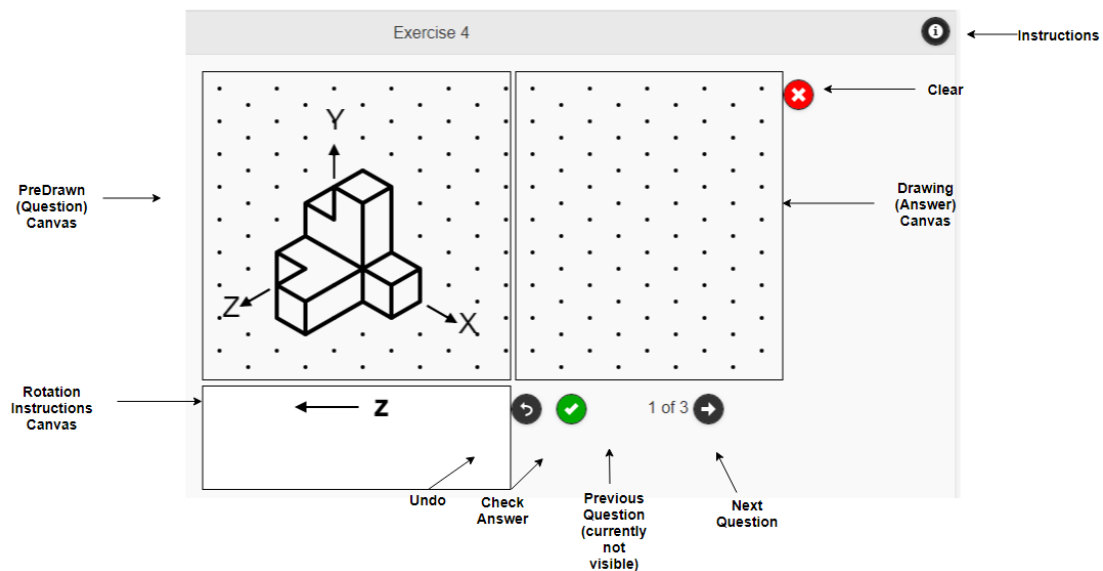 Exercise 4
Instructions
Clear
Y
PreDrawn
(Question)
Canvas
Drawing
(Answer)
Canvas
Z
X
Rotation
Instructions
Canvas
z
1 of 3
Undo
Check
Answer
Previous
Question
(currently
not
visible)
Next
Question